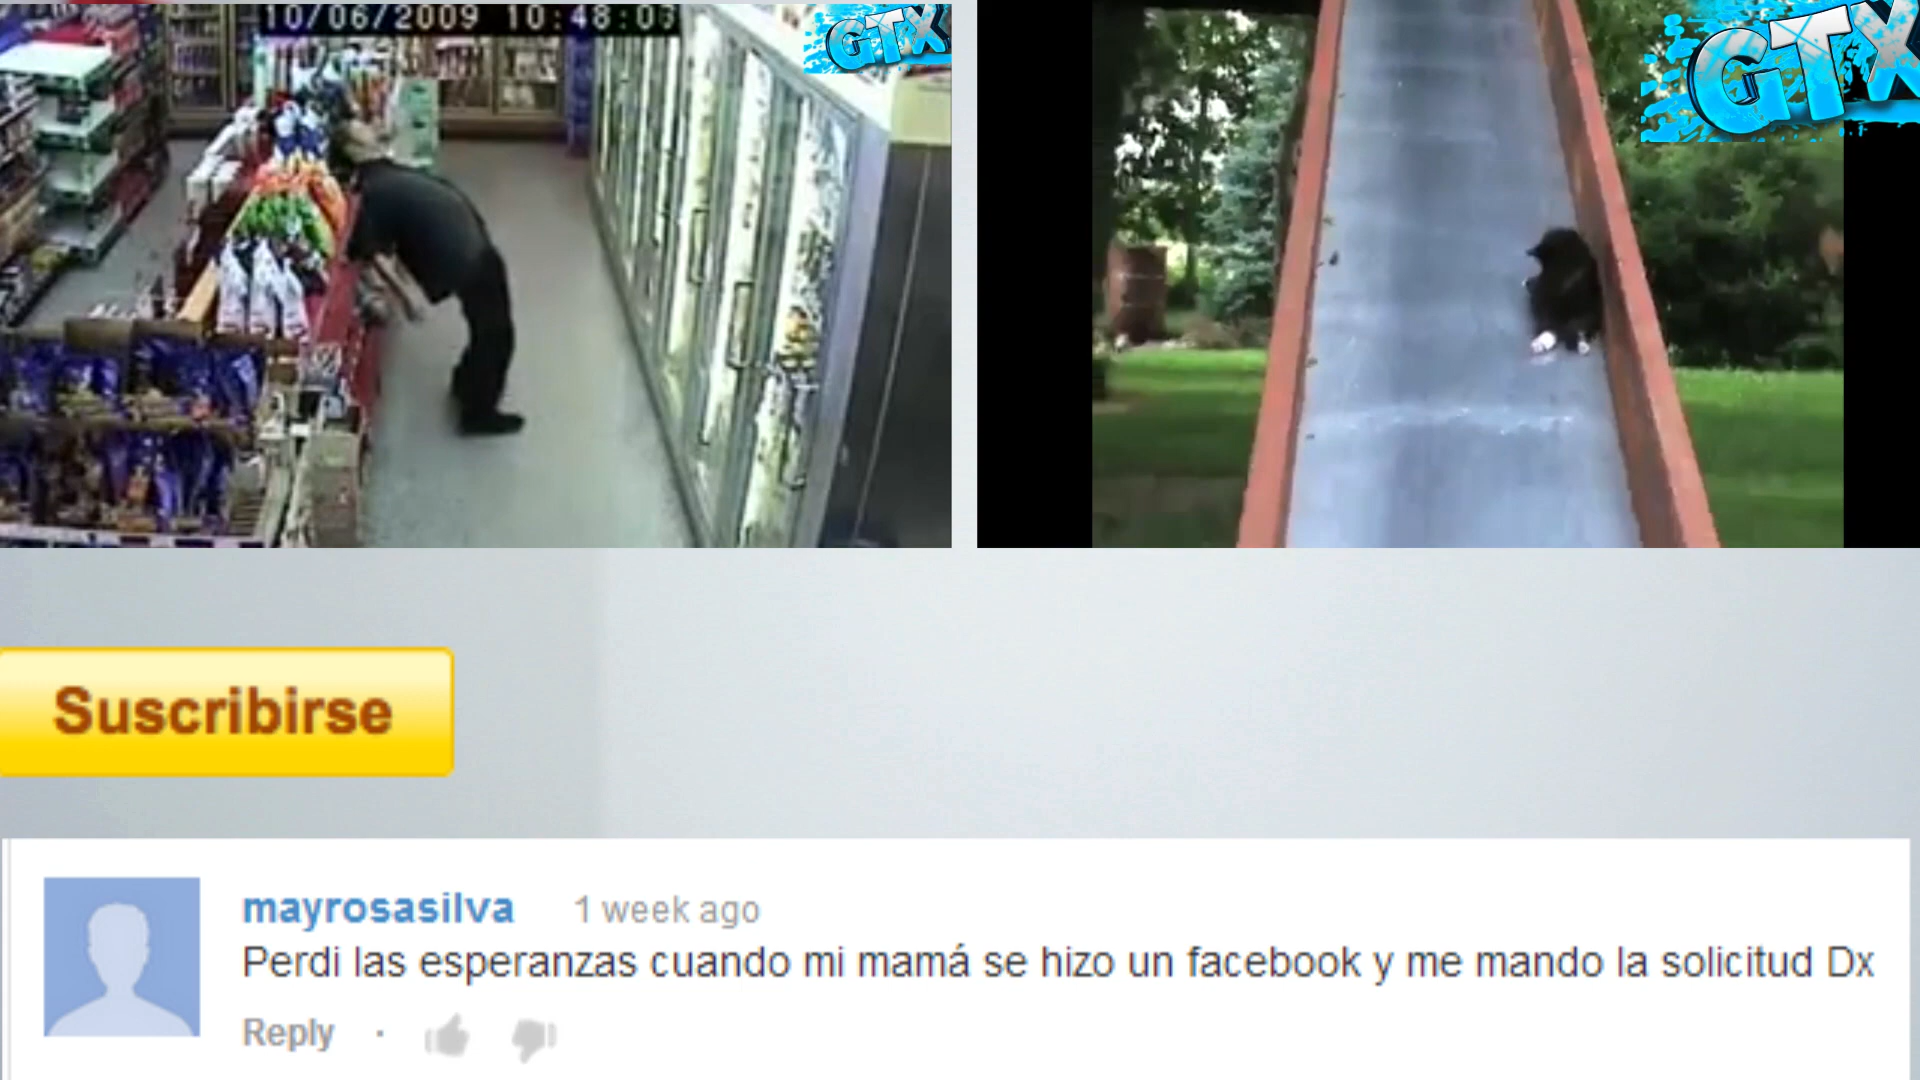 10/06/2009 10:48:03
GTX
GTX
Suscribirse
mayrosasilva 1 week ago
Perdi las esperanzas cuando mi mamá se hizo un facebook y me mando la solicitud Dx
Reply ·